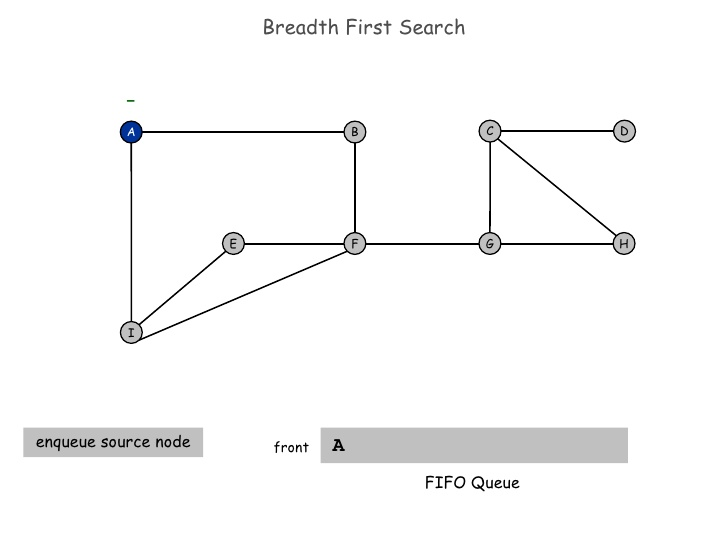 Breadth First Search
-
A
B
C
D
E
F
G
H
I
enqueue source node
front
A
FIFO Queue